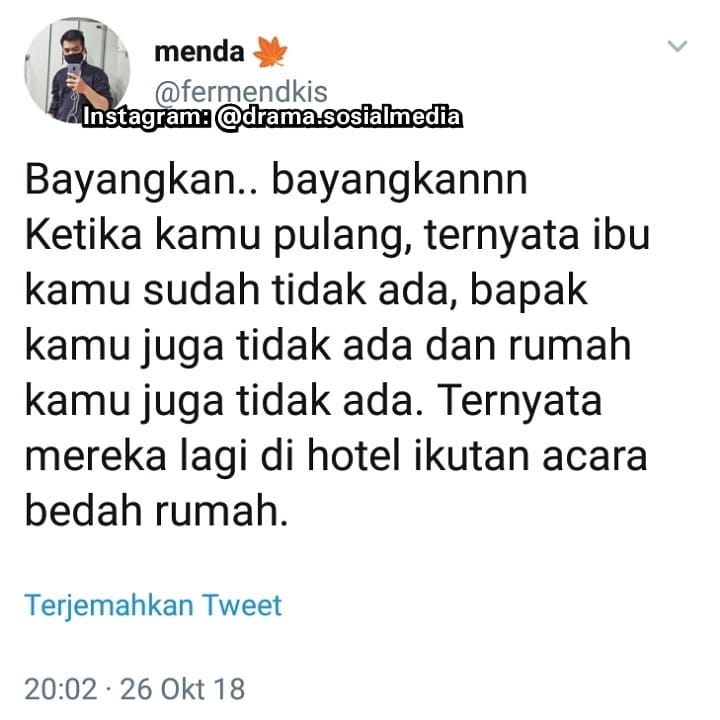 menda
@fermendkis
Instagram: @drama.sosialmedia
Bayangkan.. bayangkannn
Ketika kamu pulang, ternyata ibu
kamu sudah tidak ada, bapak
kamu juga tidak ada dan rumah
kamu juga tidak ada. Ternyata
mereka lagi di hotel ikutan acara
bedah rumah.
Terjemahkan Tweet
20:02 · 26 Okt 18